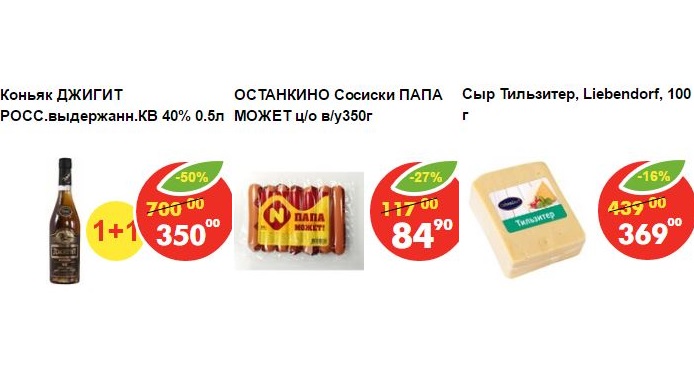 Коньяк ДЖИГИТ
РОСС.выдержанн.КВ 40% 0.5л
-50%
700 00
1+1
350 00
ОСТАНКИНО Сосиски ПАПА
МОЖЕТ ц/о в/у350г
-27%
117 00
84 90
N ПАПА
МОЖЕТ!
Сыр Тильзитер, Liebendorf, 100
г
-16%
439 00
369 00
Тильзитер